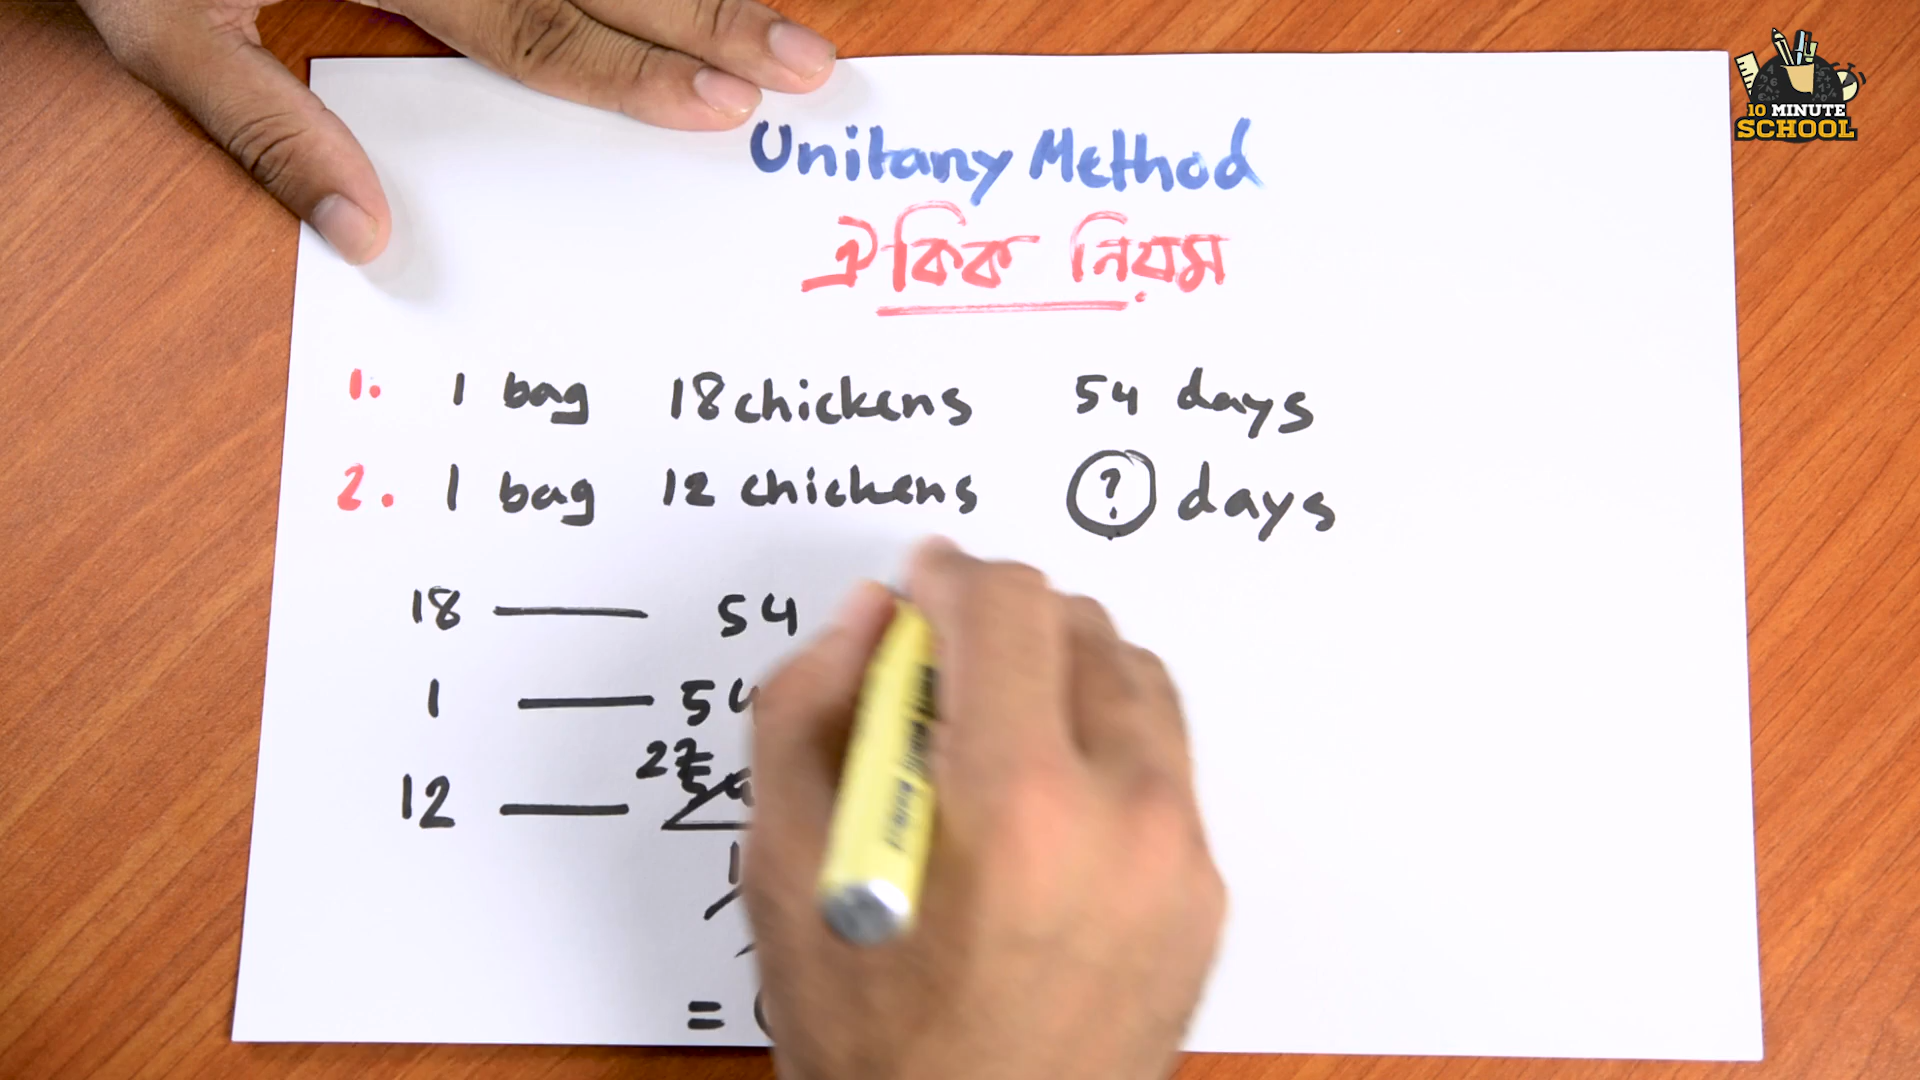 10 MINUTE
SCHOOL
Unitary Method
ঐকিক নিয়ম
1. 1 bag 18 chickens 54 days
2. 1 bag 12 chickens ? days
18 — 54
1 — 54
12 —
=